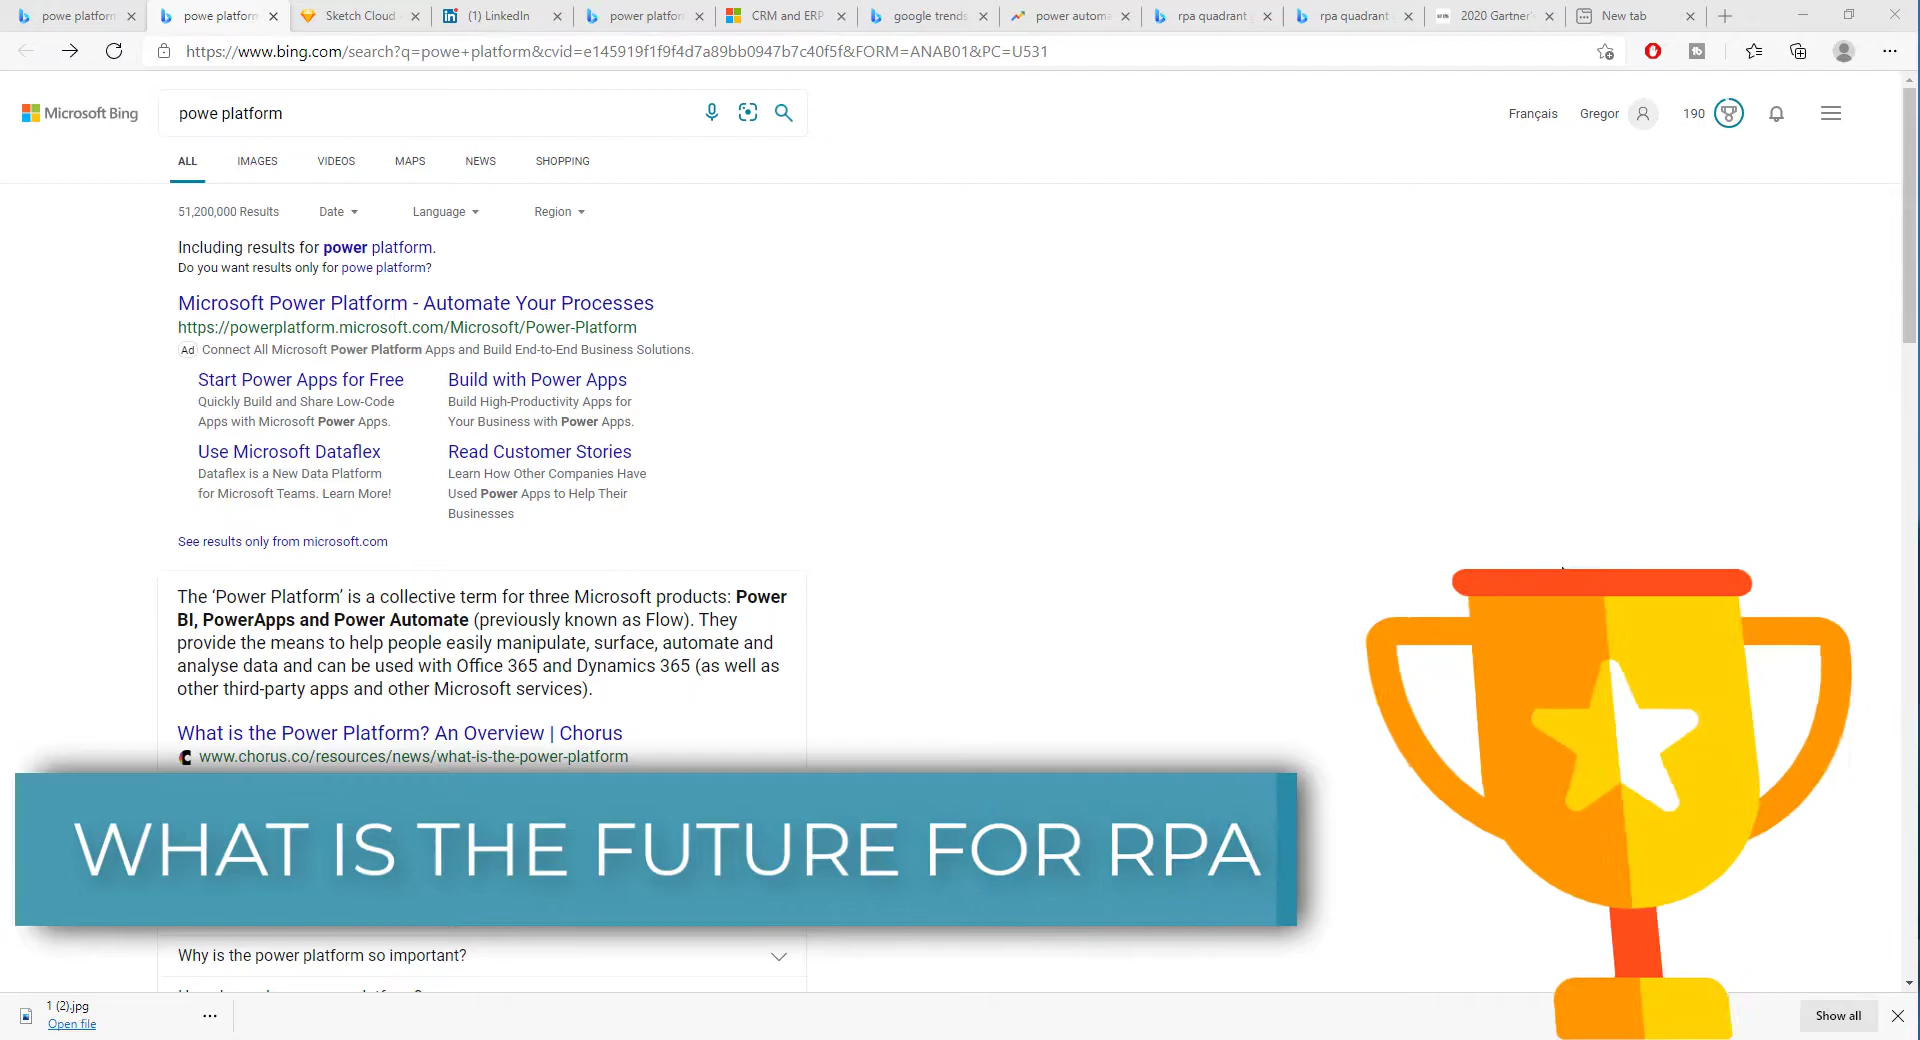 powe platform
powe platform
Sketch Cloud -
(1) LinkedIn
power platform
CRM and ERP
google trends
power automa
rpa quadrant
rpa quadrant
2020 Gartner's
New tab
https://www.bing.com/search?q=powe+platform&cvid=e145919f1f9f4d7a89bb0947b7c40f5f&FORM=ANAB01&PC=U531
Microsoft Bing
powe platform
Français
Gregor
190
ALL
IMAGES
VIDEOS
MAPS
NEWS
SHOPPING
51,200,000 Results
Date
Language
Region
Including results for power platform.
Do you want results only for powe platform?
Microsoft Power Platform - Automate Your Processes
https://powerplatform.microsoft.com/Microsoft/Power-Platform
Ad Connect All Microsoft Power Platform Apps and Build End-to-End Business Solutions.
Start Power Apps for Free
Quickly Build and Share Low-Code
Apps with Microsoft Power Apps.
Build with Power Apps
Build High-Productivity Apps for
Your Business with Power Apps.
Use Microsoft Dataflex
Dataflex is a New Data Platform
for Microsoft Teams. Learn More!
Read Customer Stories
Learn How Other Companies Have
Used Power Apps to Help Their
Businesses
See results only from microsoft.com
The ‘Power Platform’ is a collective term for three Microsoft products: Power
BI, PowerApps and Power Automate (previously known as Flow). They
provide the means to help people easily manipulate, surface, automate and
analyse data and can be used with Office 365 and Dynamics 365 (as well as
other third-party apps and other Microsoft services).
What is the Power Platform? An Overview | Chorus
www.chorus.co/resources/news/what-is-the-power-platform
WHAT IS THE FUTURE FOR RPA
Why is the power platform so important?
1 (2).jpg
Open file
Show all